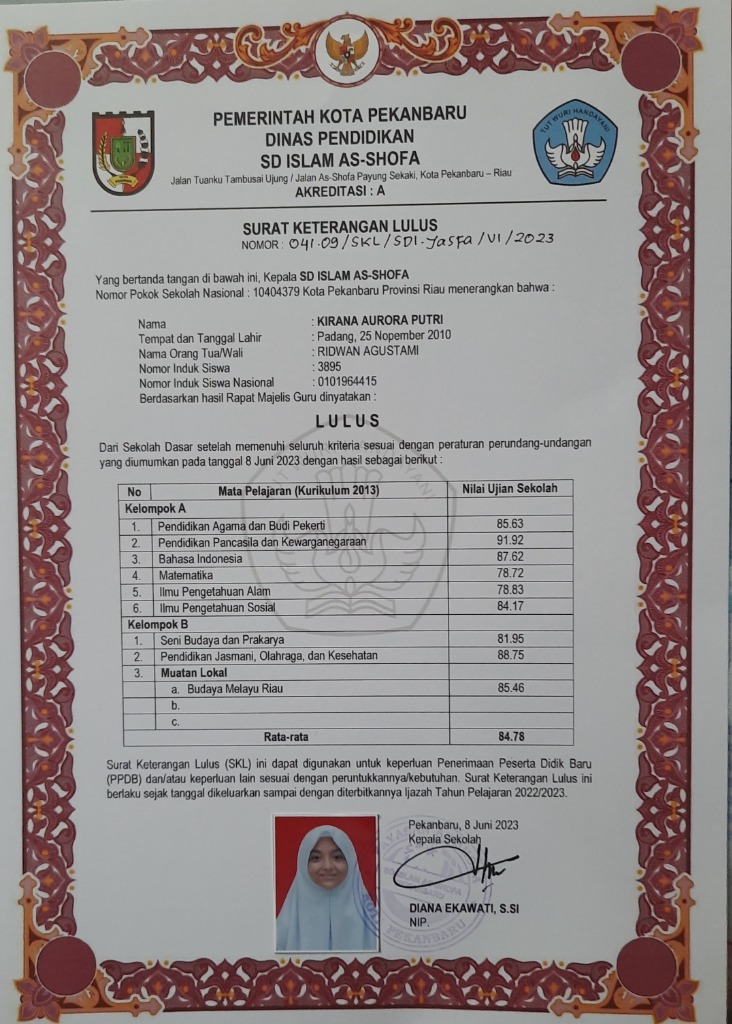 PEMERINTAH KOTA PEKANBARU
DINAS PENDIDIKAN
SD ISLAM AS-SHOFA
Jalan Tuanku Tambusai Ujung / Jalan As-Shofa Payung Sekaki, Kota Pekanbaru – Riau
AKREDITASI : A
TUT WURI HANDAYANI
SURAT KETERANGAN LULUS
NOMOR : 041.09/SKL/SDI-Yasfa/VI/2023
Yang bertanda tangan di bawah ini, Kepala SD ISLAM AS-SHOFA
Nomor Pokok Sekolah Nasional : 10404379 Kota Pekanbaru Provinsi Riau menerangkan bahwa :
Nama : KIRANA AURORA PUTRI
Tempat dan Tanggal Lahir : Padang, 25 Nopember 2010
Nama Orang Tua/Wali : RIDWAN AGUSTAMI
Nomor Induk Siswa : 3895
Nomor Induk Siswa Nasional : 0101964415
Berdasarkan hasil Rapat Majelis Guru dinyatakan :
L U L U S
Dari Sekolah Dasar setelah memenuhi seluruh kriteria sesuai dengan peraturan perundang-undangan
yang diumumkan pada tanggal 8 Juni 2023 dengan hasil sebagai berikut :
No Mata Pelajaran (Kurikulum 2013) Nilai Ujian Sekolah
Kelompok A
1. Pendidikan Agama dan Budi Pekerti 85.63
2. Pendidikan Pancasila dan Kewarganegaraan 91.92
3. Bahasa Indonesia 87.62
4. Matematika 78.72
5. Ilmu Pengetahuan Alam 78.83
6. Ilmu Pengetahuan Sosial 84.17
Kelompok B
1. Seni Budaya dan Prakarya 81.95
2. Pendidikan Jasmani, Olahraga, dan Kesehatan 88.75
3. Muatan Lokal
a. Budaya Melayu Riau 85.46
b.
c.
Rata-rata 84.78
Surat Keterangan Lulus (SKL) ini dapat digunakan untuk keperluan Penerimaan Peserta Didik Baru
(PPDB) dan/atau keperluan lain sesuai dengan peruntukkannya/kebutuhan. Surat Keterangan Lulus ini
berlaku sejak tanggal dikeluarkan sampai dengan diterbitkannya Ijazah Tahun Pelajaran 2022/2023.
Pekanbaru, 8 Juni 2023
Kepala Sekolah
DIANA EKAWATI, S.SI
NIP.
SD ISLAM AS-SHOFA
KOTA PEKANBARU